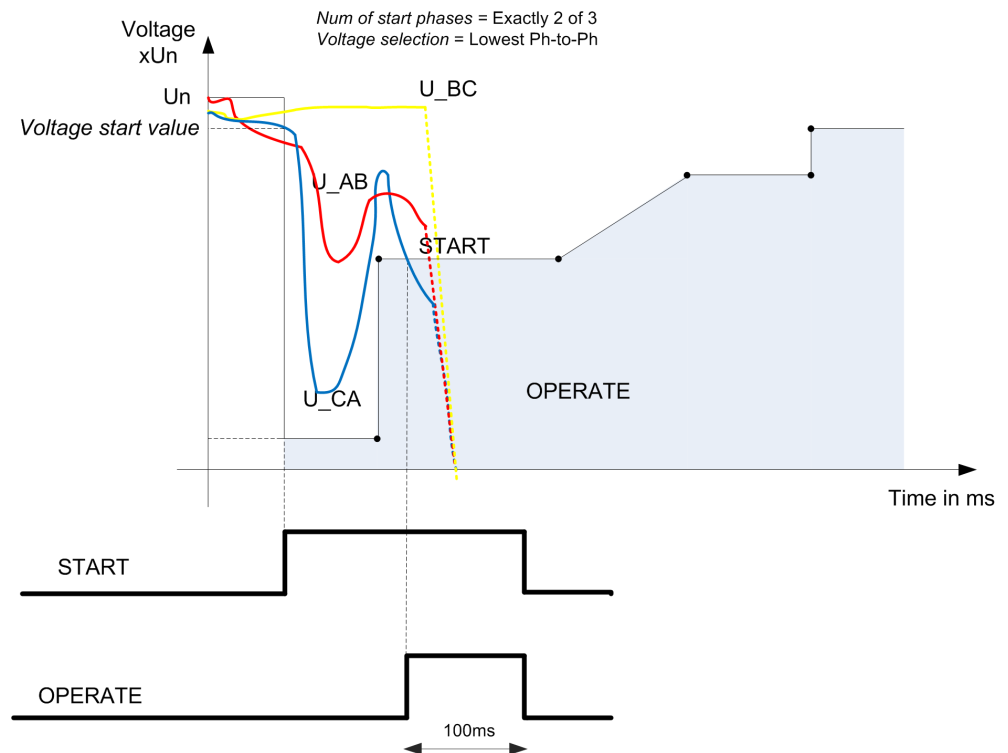 Num of start phases = Exactly 2 of 3
Voltage selection = Lowest Ph-to-Ph
Voltage
xUn
Un
Voltage start value
U_BC
U_AB
START
U_CA
OPERATE
Time in ms
START
OPERATE
100ms